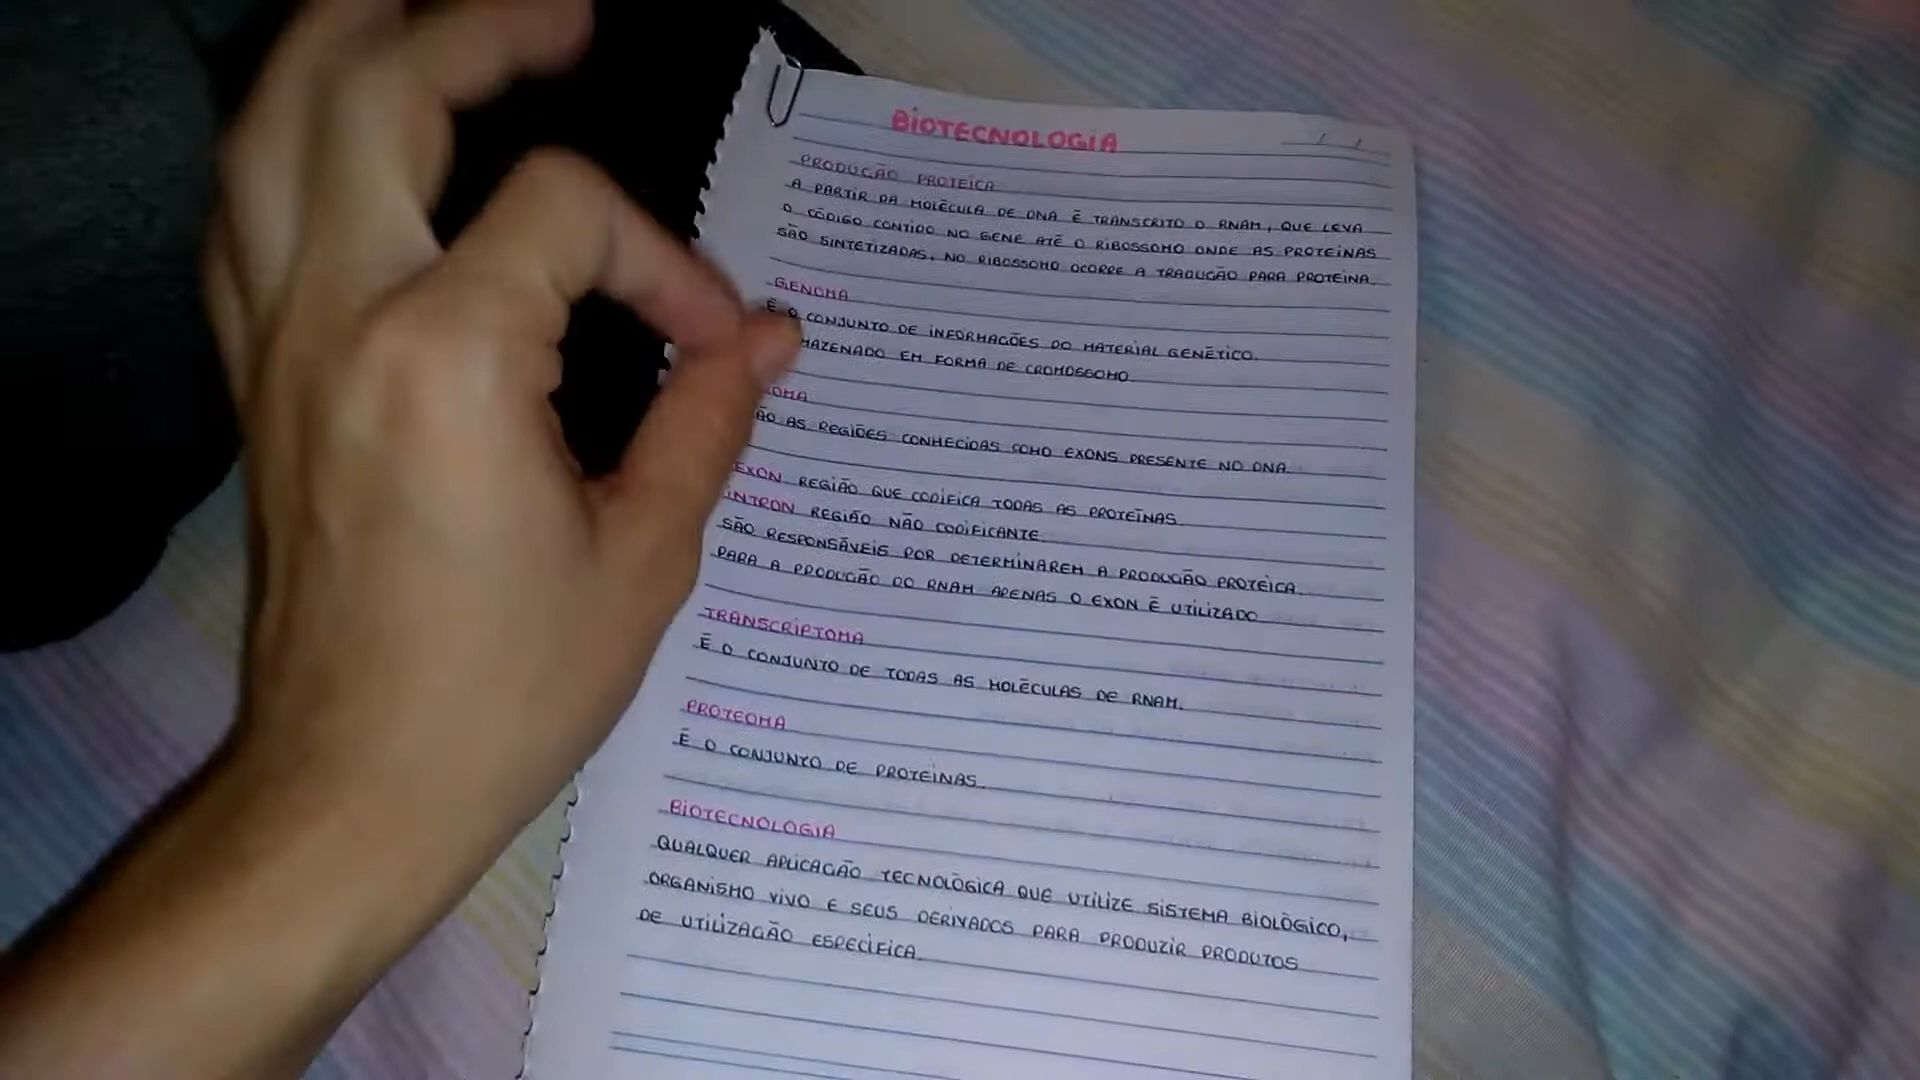 BIOTECNOLOGIA
PRODUÇÃO PROTEICA
A PARTIR DA MOLÉCULA DE DNA É TRANSCRITO O RNAM, QUE LEVA
O CÓDIGO CONTIDO NO GENE ATÉ O RIBOSSOMO ONDE AS PROTEÍNAS
SÃO SINTETIZADAS, NO RIBOSSOMO OCORRE A TRADUÇÃO PARA PROTEÍNA.
GENOMA
É O CONJUNTO DE INFORMAÇÕES DO MATERIAL GENÉTICO.
MAZENADO EM FORMA DE CROMOSSOMO
OMA
ÃO AS REGIÕES CONHECIDAS COMO EXONS PRESENTE NO DNA.
EXON REGIÃO QUE CODIFICA TODAS AS PROTEÍNAS
INTRON REGIÃO NÃO CODIFICANTE
SÃO RESPONSÁVEIS POR DETERMINAREM A PRODUÇÃO PROTEICA.
PARA A PRODUÇÃO DO RNAM APENAS O EXON É UTILIZADO
TRANSCRIPTOMA
É O CONJUNTO DE TODAS AS MOLÉCULAS DE RNAM.
PROTEOMA
É O CONJUNTO DE PROTEÍNAS
BIOTECNOLOGIA
QUALQUER APLICAÇÃO TECNOLÓGICA QUE UTILIZE SISTEMA BIOLÓGICO,
ORGANISMO VIVO E SEUS DERIVADOS PARA PRODUZIR PRODUTOS
DE UTILIZAÇÃO ESPECÍFICA